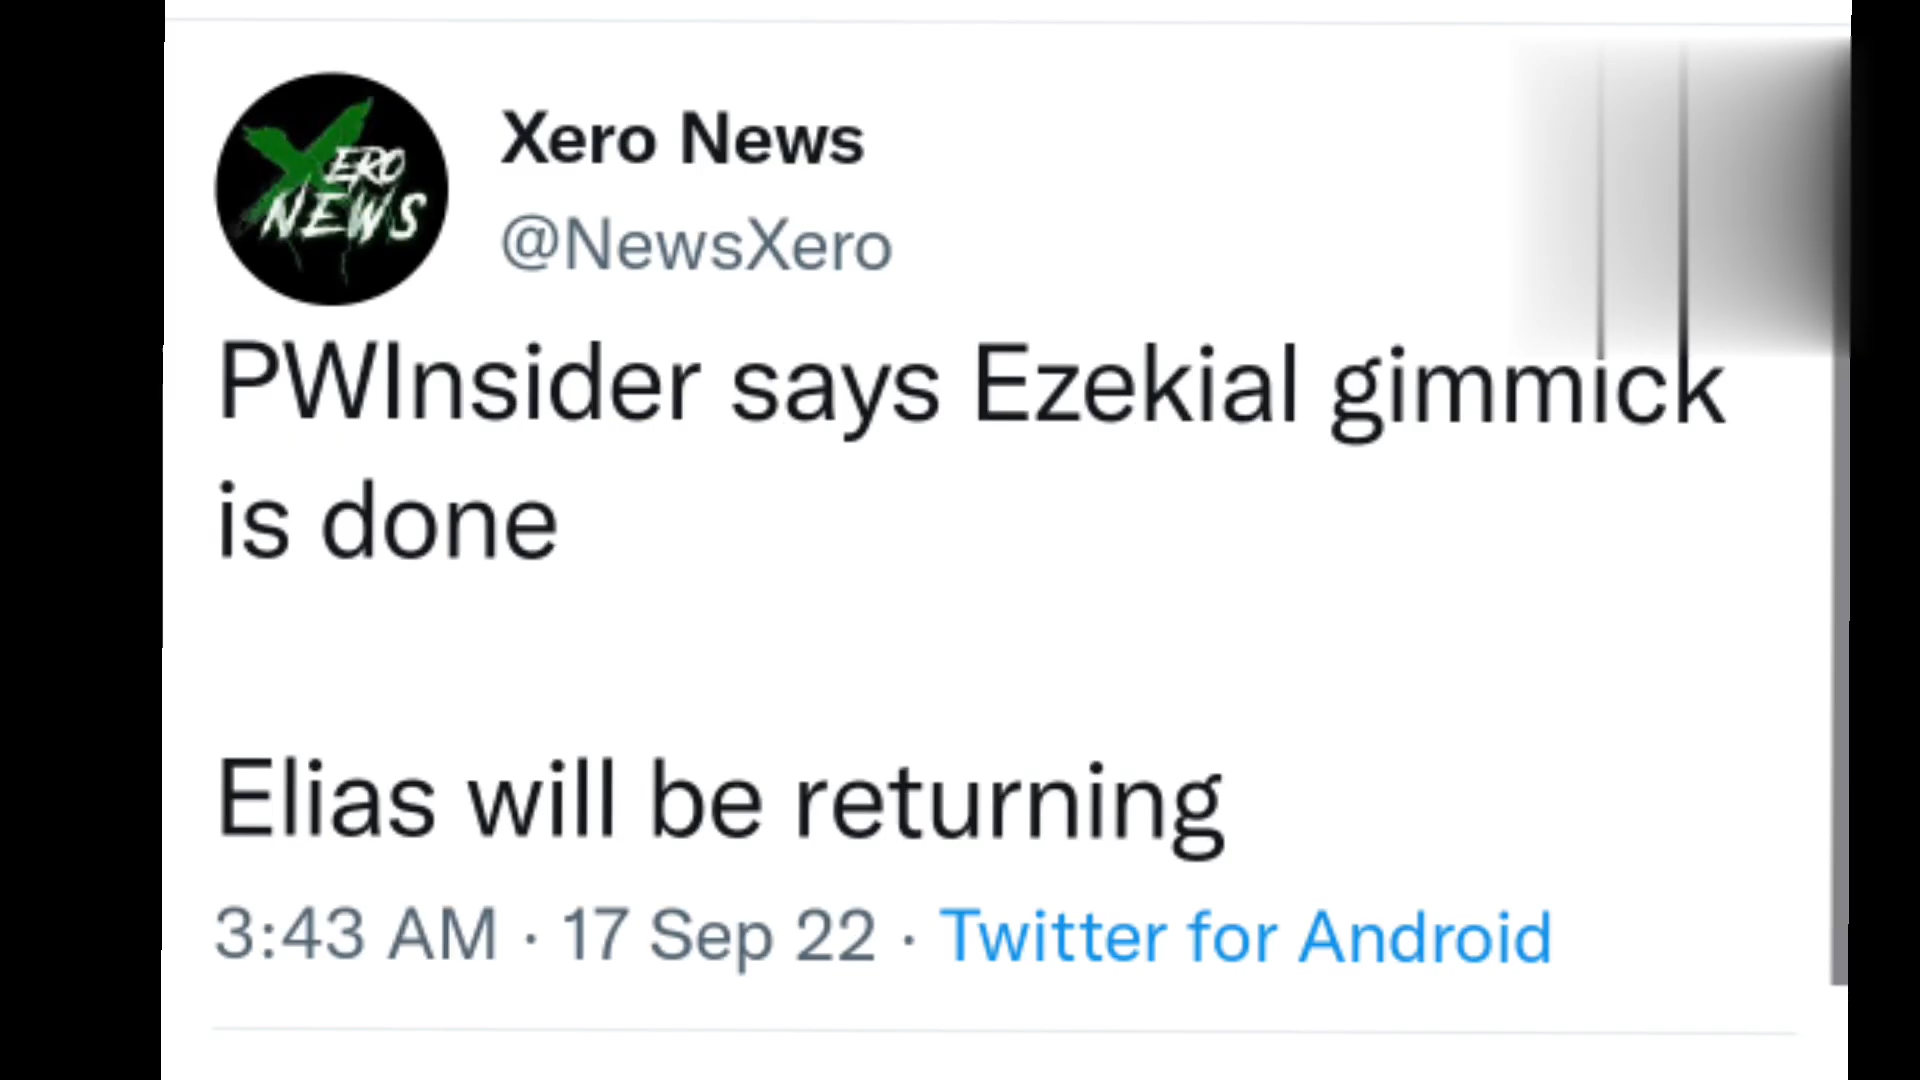 XERO
NEWS
Xero News
@NewsXero
PWInsider says Ezekial gimmick
is done
Elias will be returning
3:43 AM · 17 Sep 22 · Twitter for Android